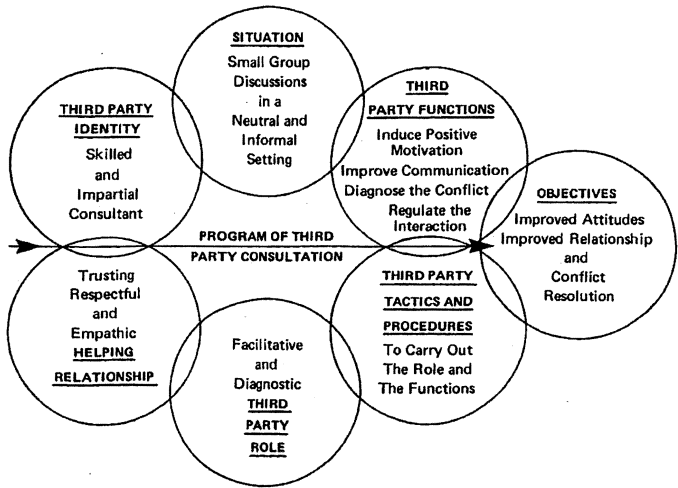 SITUATION
Small Group
Discussions
in a
Neutral and
Informal
Setting
THIRD PARTY
IDENTITY
Skilled
and
Impartial
Consultant
THIRD
PARTY FUNCTIONS
Induce Positive
Motivation
Improve Communication
Diagnose the Conflict
Regulate the
Interaction
OBJECTIVES
Improved Attitudes
Improved Relationship
and
Conflict
Resolution
PROGRAM OF THIRD
PARTY CONSULTATION
Trusting
Respectful
and
Empathic
HELPING
RELATIONSHIP
Facilitative
and
Diagnostic
THIRD
PARTY
ROLE
THIRD PARTY
TACTICS AND
PROCEDURES
To Carry Out
The Role and
The Functions